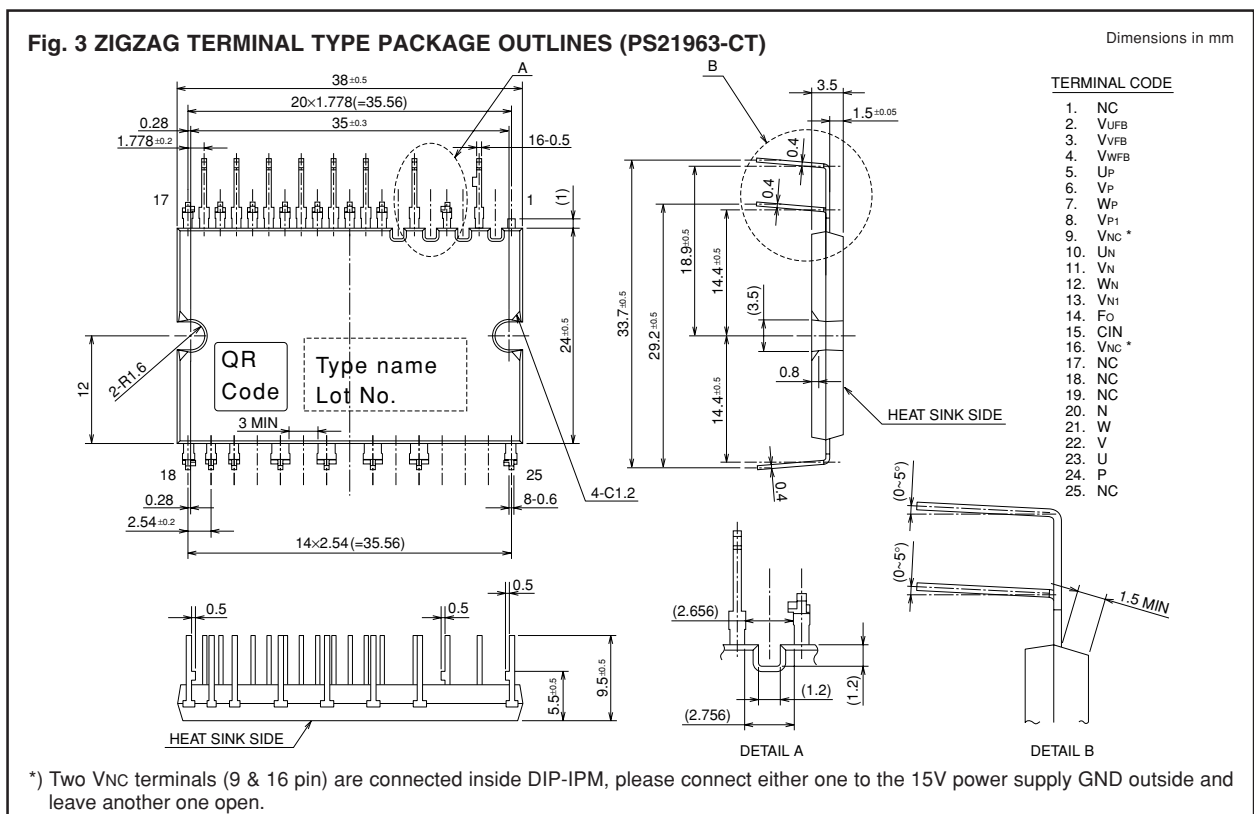 Fig. 3 ZIGZAG TERMINAL TYPE PACKAGE OUTLINES (PS21963-CT)
Dimensions in mm
A
38±0.5
20×1.778(=35.56)
35±0.3
0.28
1.778±0.2
16-0.5
17
1
(1)
QR
Code
Type name
Lot No.
3 MIN
2-R1.6
12
24±0.5
18
25
0.28
2.54±0.2
8-0.6
4-C1.2
14×2.54(=35.56)
B
3.5
1.5±0.05
0.4
0.4
33.7±0.5
29.2±0.5
18.9±0.5
14.4±0.5
(3.5)
14.4±0.5
0.8
0.4
HEAT SINK SIDE
TERMINAL CODE
1. NC
2. VUFB
3. VVFB
4. VWFB
5. UP
6. VP
7. WP
8. VP1
9. VNC *
10. UN
11. VN
12. WN
13. VN1
14. FO
15. CIN
16. VNC *
17. NC
18. NC
19. NC
20. N
21. W
22. V
23. U
24. P
25. NC
0.5
0.5
0.5
5.5±0.5
9.5±0.5
HEAT SINK SIDE
(2.656)
(1.2)
(1.2)
(2.756)
DETAIL A
(0~5°)
(0~5°)
1.5 MIN
DETAIL B
*) Two VNC terminals (9 & 16 pin) are connected inside DIP-IPM, please connect either one to the 15V power supply GND outside and
leave another one open.